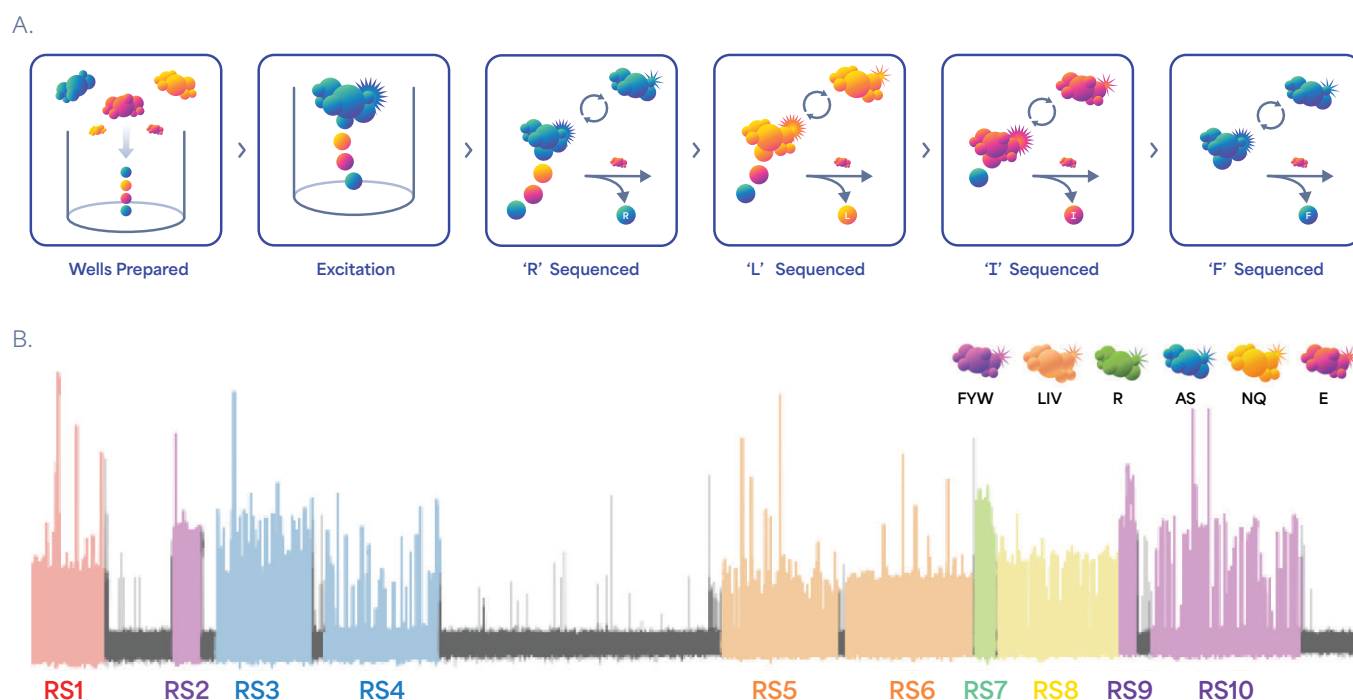 A.
R
L
I
F
Wells Prepared
Excitation
'R' Sequenced
'L' Sequenced
'I' Sequenced
'F' Sequenced
B.
FYW LIV R AS NQ E
RS1 RS2 RS3 RS4 RS5 RS6 RS7 RS8 RS9 RS10